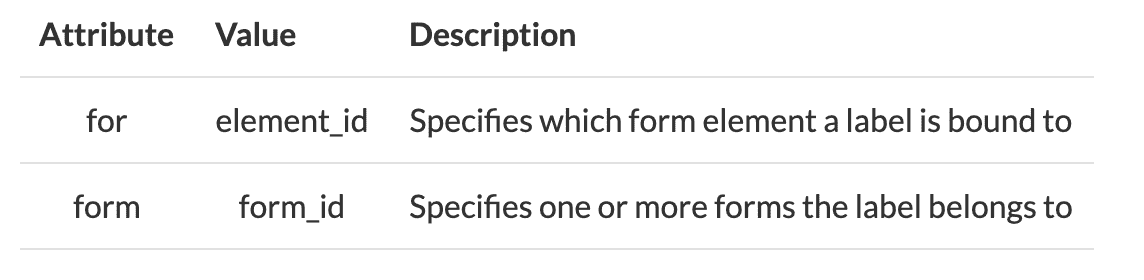 Attribute Value Description
for element_id Specifies which form element a label is bound to
form form_id Specifies one or more forms the label belongs to